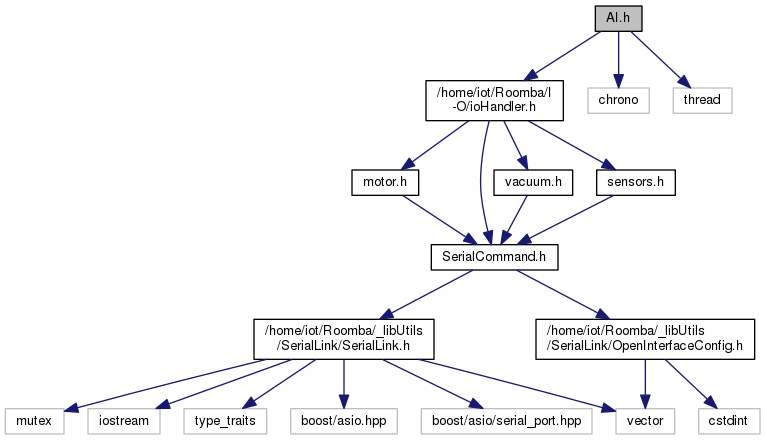 AI.h
/home/iot/Roomba/I
-O/ioHandler.h
chrono
thread
motor.h
vacuum.h
sensors.h
SerialCommand.h
/home/iot/Roomba/_libUtils
/SerialLink/SerialLink.h
/home/iot/Roomba/_libUtils
/SerialLink/OpenInterfaceConfig.h
mutex
iostream
type_traits
boost/asio.hpp
boost/asio/serial_port.hpp
vector
cstdint